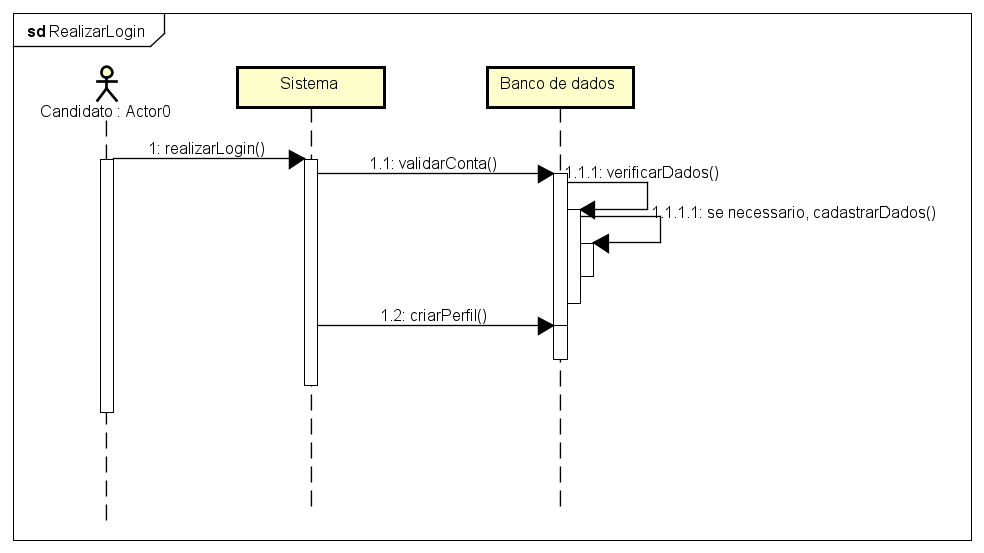 sd RealizarLogin
Sistema
Banco de dados
Candidato : Actor0
1: realizarLogin()
1.1: validarConta()
1.1.1: verificarDados()
1.1.1.1: se necessario, cadastrarDados()
1.2: criarPerfil()